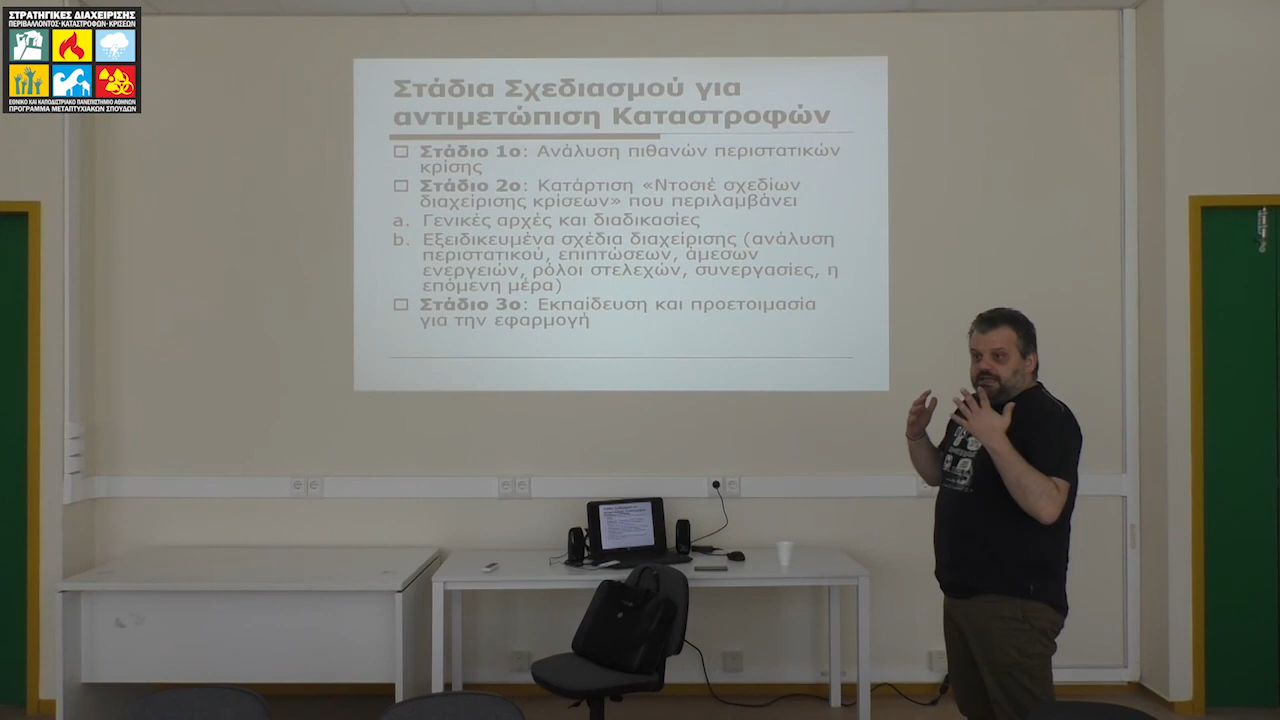 ΣΤΡΑΤΗΓΙΚΕΣ ΔΙΑΧΕΙΡΙΣΗΣ
ΠΕΡΙΒΑΛΛΟΝΤΟΣ·ΚΑΤΑΣΤΡΟΦΩΝ·ΚΡΙΣΕΩΝ
ΕΘΝΙΚΟ ΚΑΙ ΚΑΠΟΔΙΣΤΡΙΑΚΟ ΠΑΝΕΠΙΣΤΗΜΙΟ ΑΘΗΝΩΝ
ΠΡΟΓΡΑΜΜΑ ΜΕΤΑΠΤΥΧΙΑΚΩΝ ΣΠΟΥΔΩΝ
Στάδια Σχεδιασμού για
αντιμετώπιση Καταστροφών
Στάδιο 1ο: Ανάλυση πιθανών περιστατικών
κρίσης
Στάδιο 2ο: Κατάρτιση «Ντοσιέ σχεδίων
διαχείρισης κρίσεων» που περιλαμβάνει
a. Γενικές αρχές και διαδικασίες
b. Εξειδικευμένα σχέδια διαχείρισης (ανάλυση
περιστατικού, επιπτώσεων, άμεσων
ενέργειών, ρόλοι στελεχών, συνεργασίες, η
επόμενη μέρα)
Στάδιο 3ο: Εκπαίδευση και προετοιμασία
για την εφαρμογή